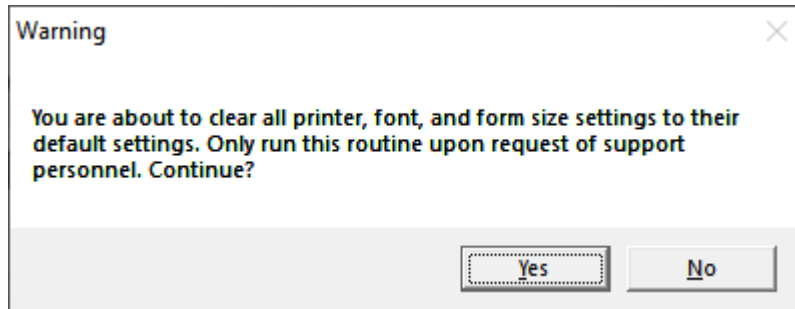 Warning
You are about to clear all printer, font, and form size settings to their
default settings. Only run this routine upon request of support
personnel. Continue?
Yes
No